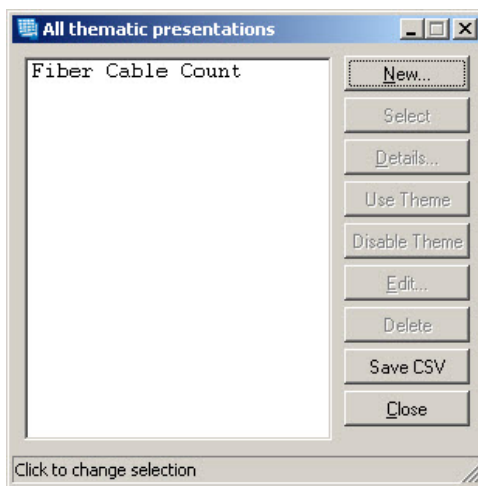 All thematic presentations
Fiber Cable Count
New...
Select
Details...
Use Theme
Disable Theme
Edit...
Delete
Save CSV
Close
Click to change selection